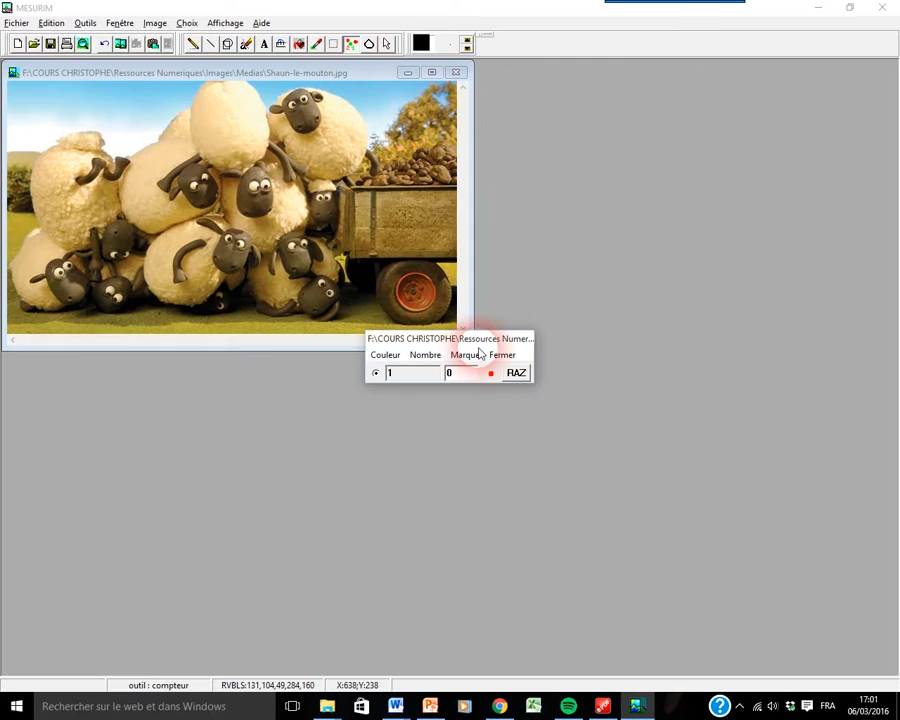 MESURIM
Fichier Edition Outils Fenêtre Image Choix Affichage Aide
F:\COURS CHRISTOPHE\Ressources Numeriques\Images\Medias\Shaun-le-mouton.jpg
F:\COURS CHRISTOPHE\Ressources Numer...
Couleur Nombre Marque Fermer
1 0 RAZ
outil : compteur RVBLS:131,104,49,284,160 X:638;Y:238
Rechercher sur le web et dans Windows FRA 17:01
06/03/2016